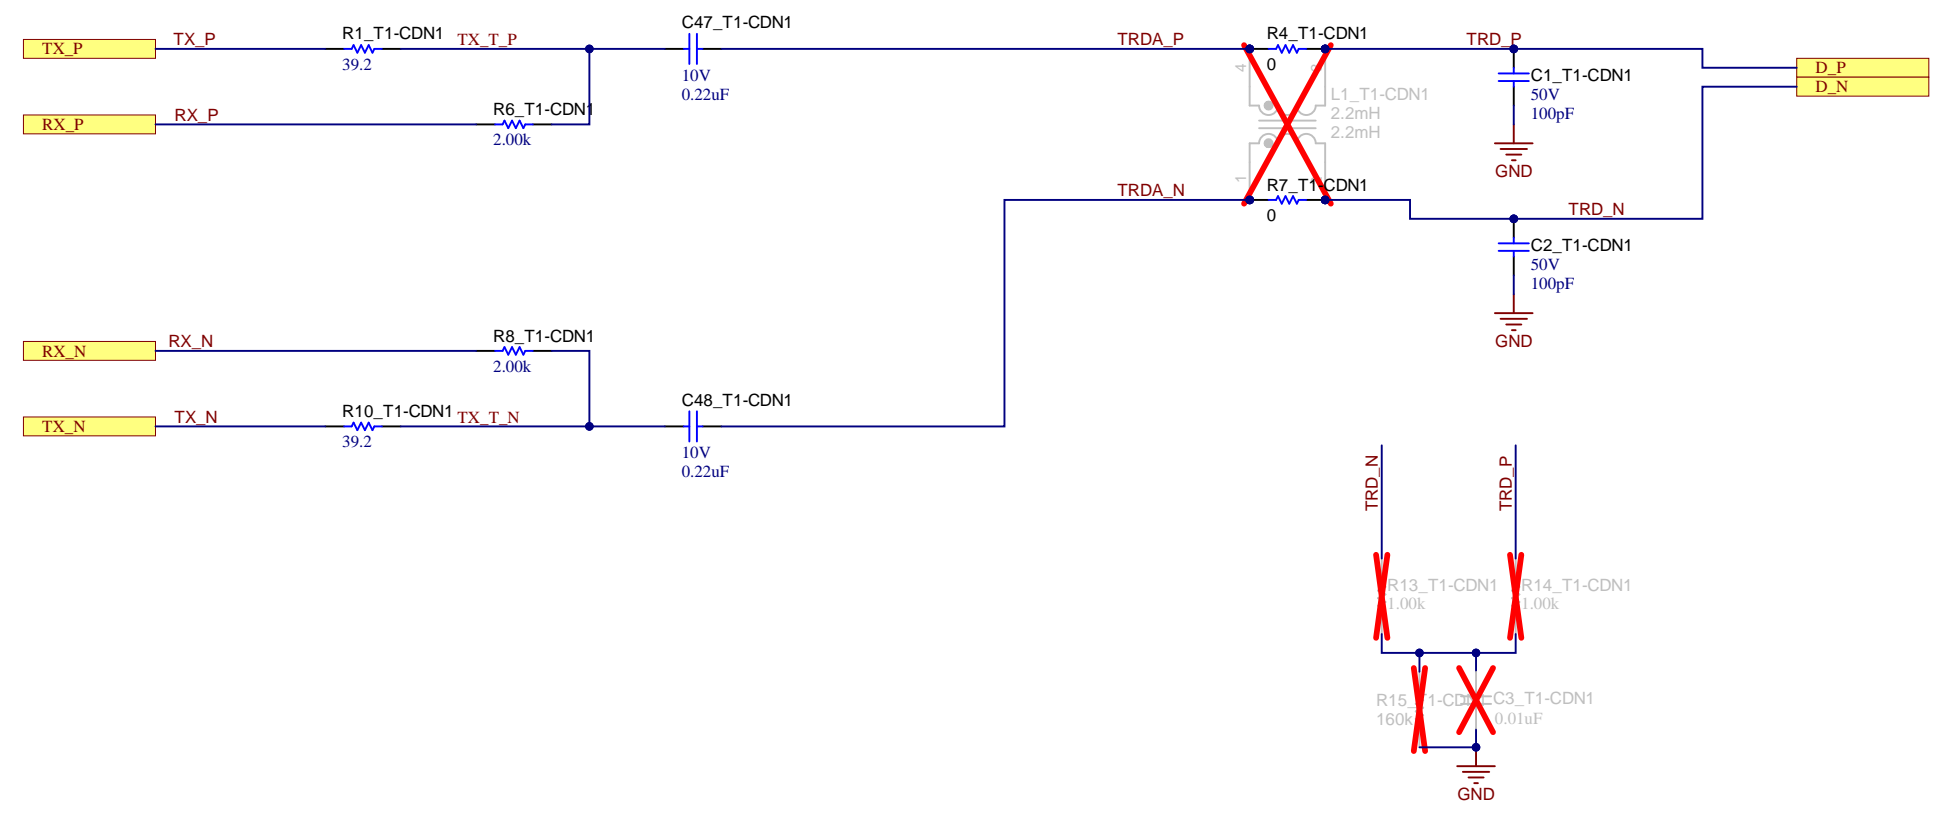 TX_P
TX_P
R1_T1-CDN1
39.2
TX_T_P
C47_T1-CDN1
10V
0.22uF
TRDA_P
R4_T1-CDN1
0
TRD_P
D_P
D_N
C1_T1-CDN1
50V
100pF
GND
RX_P
RX_P
R6_T1-CDN1
2.00k
4
L1_T1-CDN1
2.2mH
2.2mH
1
TRDA_N
R7_T1-CDN1
0
TRD_N
C2_T1-CDN1
50V
100pF
GND
RX_N
RX_N
R8_T1-CDN1
2.00k
TX_N
TX_N
R10_T1-CDN1
39.2
TX_T_N
C48_T1-CDN1
10V
0.22uF
TRD_N
TRD_P
R13_T1-CDN1
1.00k
R14_T1-CDN1
1.00k
160k
C3_T1-CDN1
0.01uF
GND